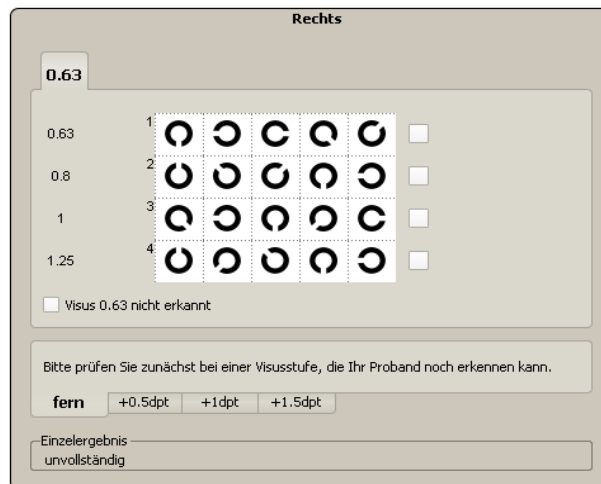 Rechts
0.63
0.63 1
0.8 2
1 3
1.25 4
Visus 0.63 nicht erkannt
Bitte prüfen Sie zunächst bei einer Visusstufe, die Ihr Proband noch erkennen kann.
fern +0.5dpt +1dpt +1.5dpt
Einzelergebnis
unvollständig